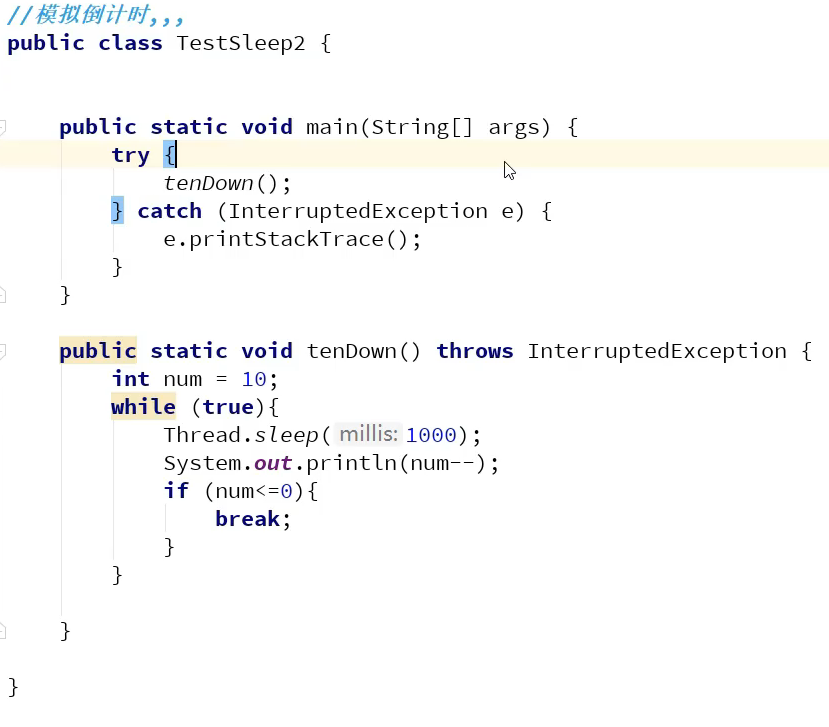 //模拟倒计时,,,
public class TestSleep2 {
public static void main(String[] args) {
try {
tenDown();
} catch (InterruptedException e) {
e.printStackTrace();
}
}
public static void tenDown() throws InterruptedException {
int num = 10;
while (true){
Thread.sleep( millis: 1000);
System.out.println(num--);
if (num<=0){
break;
}
}
}
}